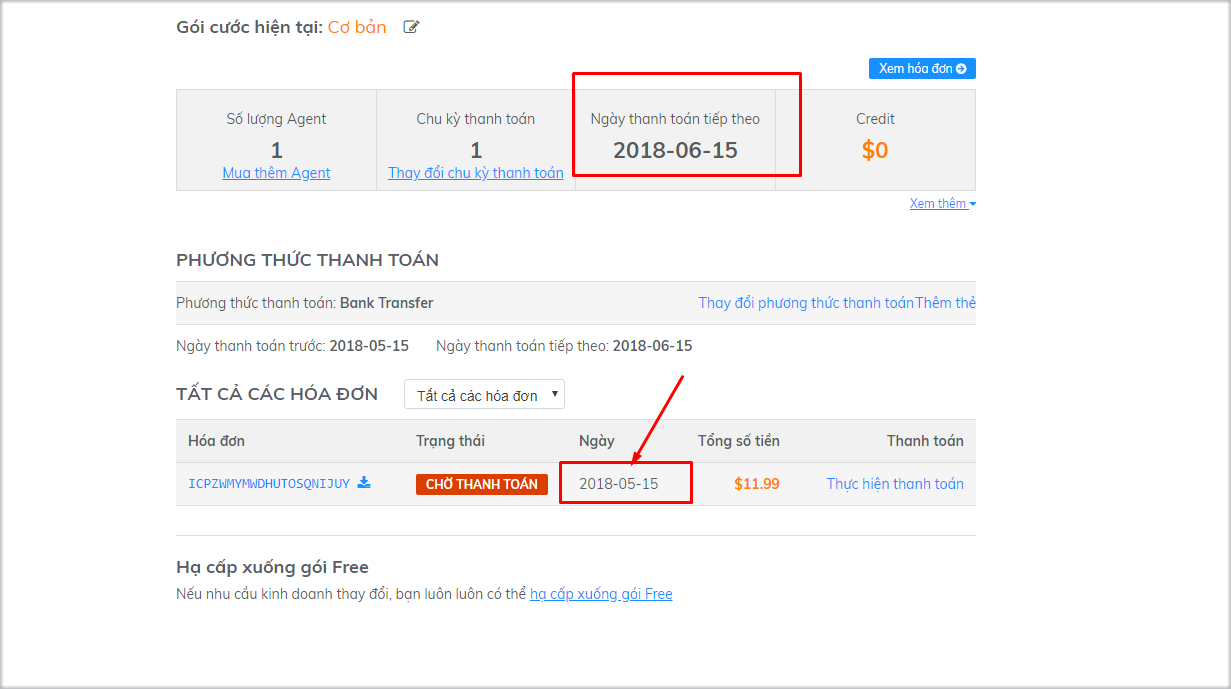 Gói cước hiện tại: Cơ bản
Xem hóa đơn
Số lượng Agent
1
Mua thêm Agent
Chu kỳ thanh toán
1
Thay đổi chu kỳ thanh toán
Ngày thanh toán tiếp theo
2018-06-15
Credit
$0
Xem thêm
PHƯƠNG THỨC THANH TOÁN
Phương thức thanh toán: Bank Transfer Thay đổi phương thức thanh toán Thêm thẻ
Ngày thanh toán trước: 2018-05-15 Ngày thanh toán tiếp theo: 2018-06-15
TẤT CẢ CÁC HÓA ĐƠN Tất cả các hóa đơn
Hóa đơn Trạng thái Ngày Tổng số tiền Thanh toán
ICPZWMYMWDHUTOSQNIJUY CHỜ THANH TOÁN 2018-05-15 $11.99 Thực hiện thanh toán
Hạ cấp xuống gói Free
Nếu nhu cầu kinh doanh thay đổi, bạn luôn luôn có thể hạ cấp xuống gói Free